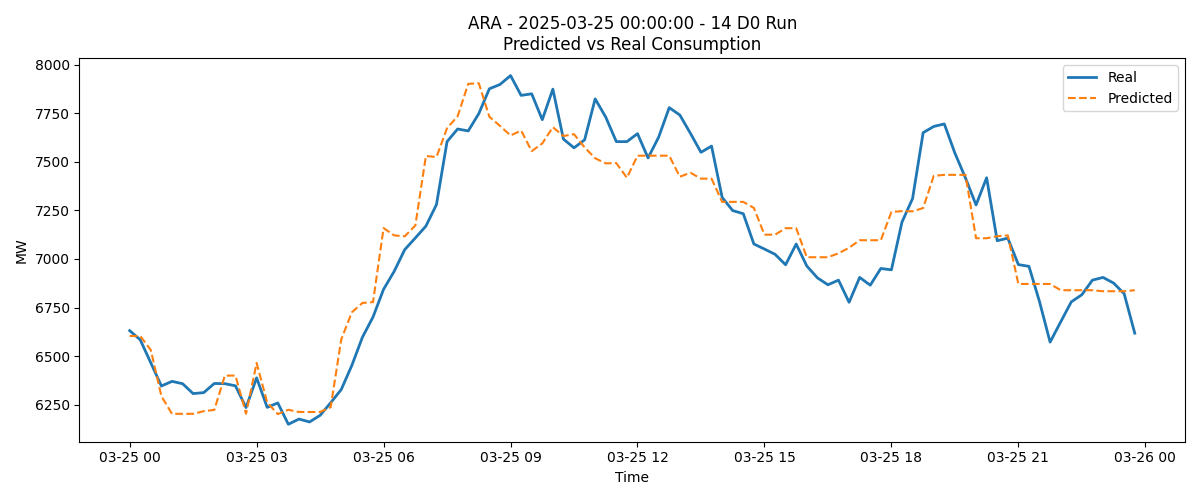 ARA - 2025-03-25 00:00:00 - 14 D0 Run
Predicted vs Real Consumption
Real
Predicted
8000
7750
7500
7250
7000
6750
6500
6250
MW
03-25 00
03-25 03
03-25 06
03-25 09
03-25 12
03-25 15
03-25 18
03-25 21
03-26 00
Time